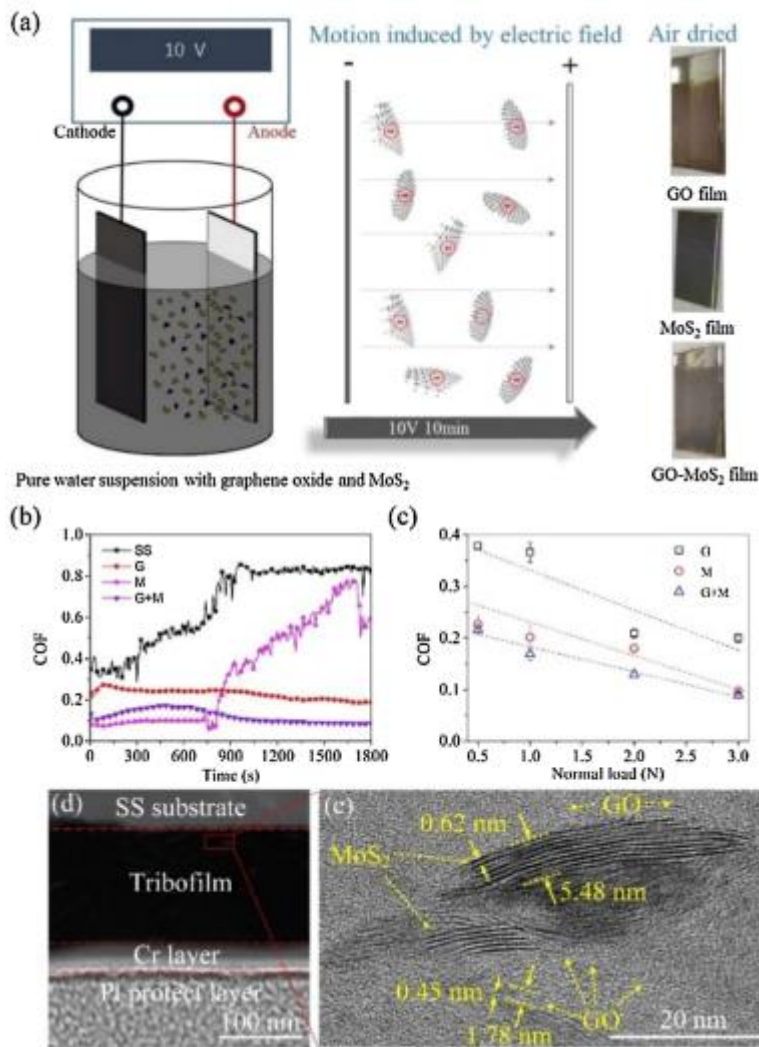 (a)
10 V
Cathode
Anode
Pure water suspension with graphene oxide and MoS₂
Motion induced by electric field
-
+
10V 10min
Air dried
GO film
MoS₂ film
GO-MoS₂ film
(b)
1.0
0.8
0.6
0.4
0.2
0.0
COF
SS
G
M
G+M
0
300
600
900
1200
1500
1800
Time (s)
(c)
0.4
0.3
0.2
0.1
0.0
COF
G
M
G+M
0.5
1.0
1.5
2.0
2.5
3.0
Normal load (N)
(d)
SS substrate
Tribofilm
Cr layer
Pt protect layer
100 nm
(e)
GO
0.62 nm
MoS₂
5.48 nm
0.45 nm
1.78 nm
GO
20 nm